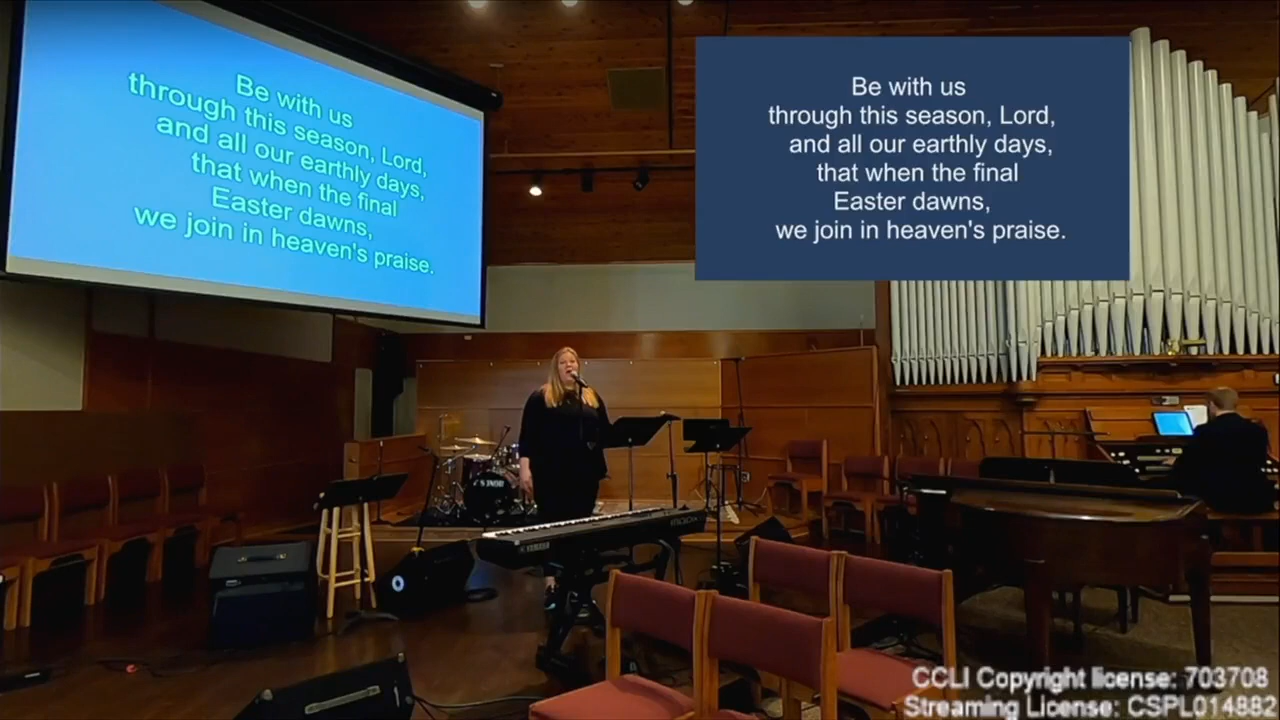 Be with us
through this season, Lord,
and all our earthly days,
that when the final
Easter dawns,
we join in heaven's praise.
Be with us
through this season, Lord,
and all our earthly days,
that when the final
Easter dawns,
we join in heaven's praise.
YAMAHA
CCLI Copyright license: 703708
Streaming License: CSPL014882